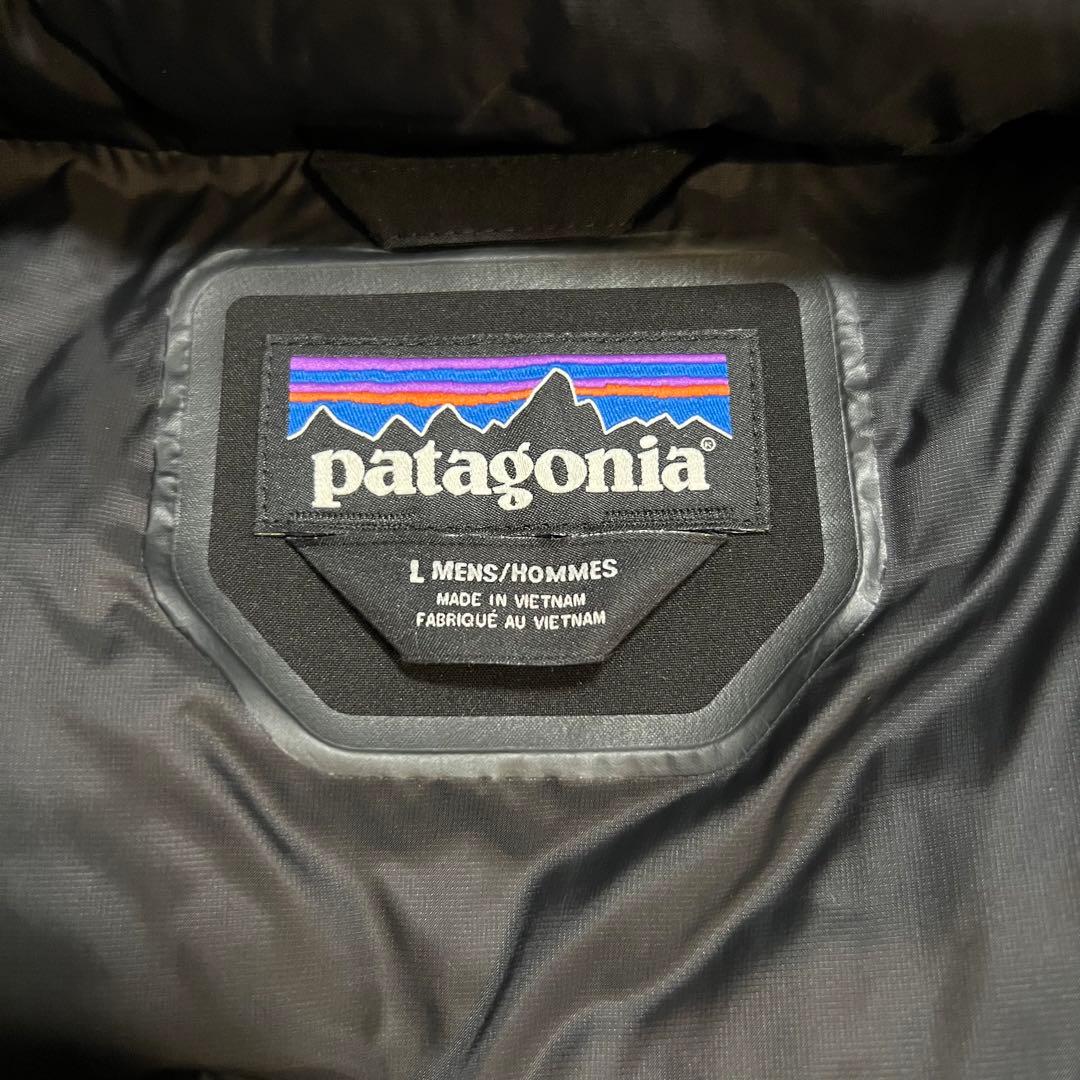 patagonia®
L MENS/HOMMES
MADE IN VIETNAM
FABRIQUÉ AU VIETNAM